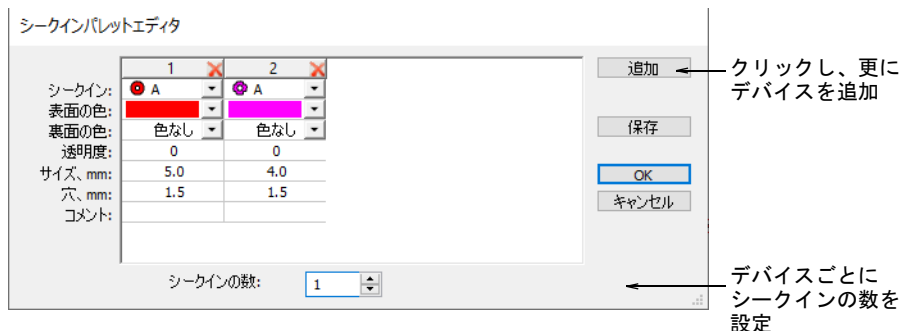 シークインパレットエディタ
1 2
シークイン: A A
表面の色:
裏面の色: 色なし 色なし
透明度: 0 0
サイズ、mm: 5.0 4.0
穴、mm: 1.5 1.5
コメント:
シークインの数: 1
追加
保存
OK
キャンセル
クリックし、更に
デバイスを追加
デバイスごとに
シークインの数を
設定